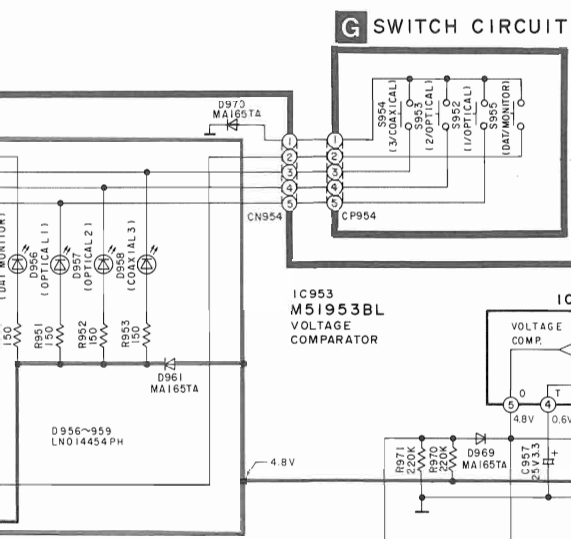 G SWITCH CIRCUIT
D970
MA165TA
S954
(3/COAXICAL)
S953
(2/OPTICAL)
S952
(1/OPTICAL)
S955
(DAT/MONITOR)
1
2
3
4
5
1
2
3
4
5
CN954
CP954
(DAT MONITOR)
D956
(OPTICAL1)
D957
(OPTICAL2)
D958
(COAXIAL3)
150
R951
150
R952
150
R953
150
D961
MA165TA
D956~959
LN014454PH
4.8V
IC953
M51953BL
VOLTAGE
COMPARATOR
IC
VOLTAGE
COMP.
O
T
5
4
4.8V
0.6V
R971
220K
R970
220K
D969
MA165TA
C957
25V3.3
+